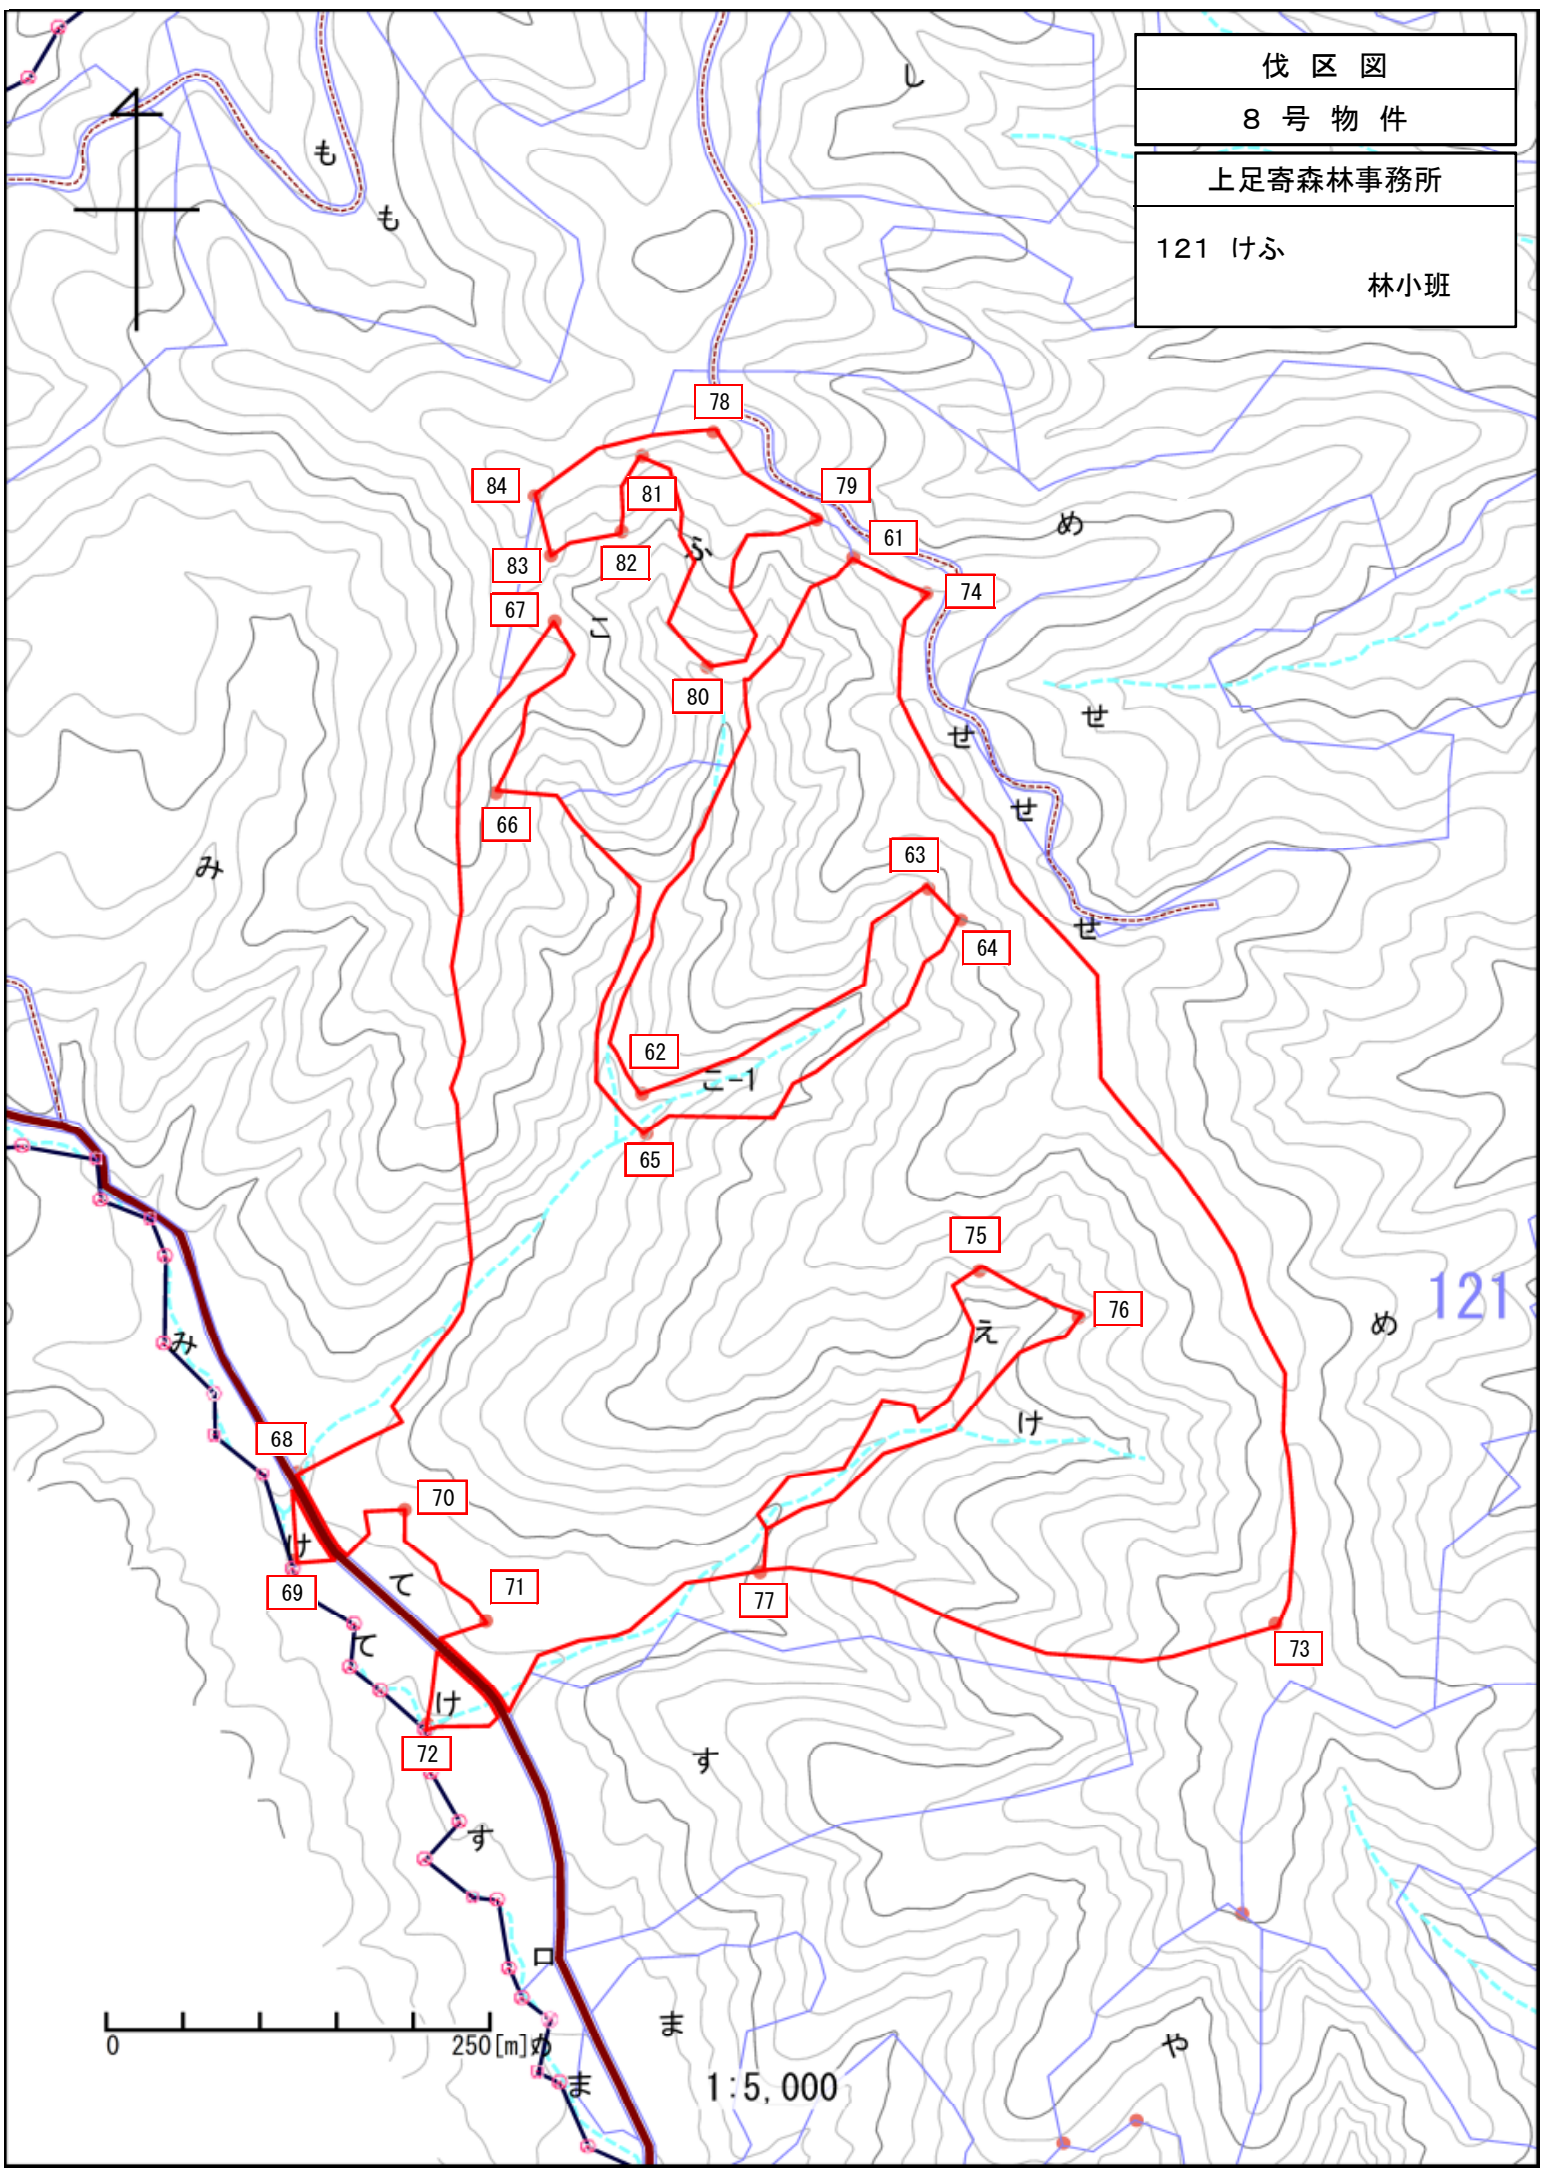 伐区図
8号物件
上足寄森林事務所
121 けふ
林小班
し
も
も
78
84
81
79
め
61
83
82
ふ
74
67
こ
80
せ
せ
66
せ
63
み
せ
64
62
こ-1
65
75
121
76
め
え
み
け
68
70
け
て
71
69
77
て
73
け
72
す
す
ロ
ま
や
0
250[m]
め
ま
1:5,000